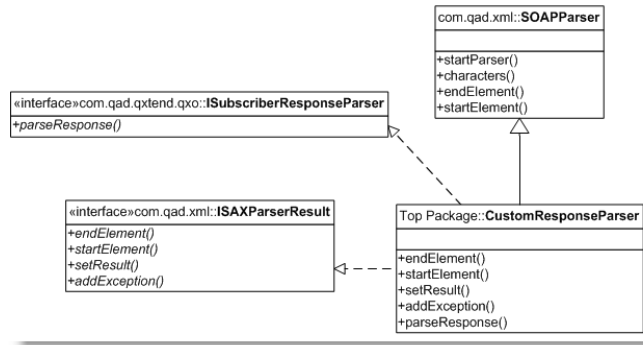 com.qad.xml::SOAPParser
+startParser()
+characters()
+endElement()
+startElement()
«interface»com.qad.qxtend.qxo::ISubscriberResponseParser
+parseResponse()
«interface»com.qad.xml::ISAXParserResult
+endElement()
+startElement()
+setResult()
+addException()
Top Package::CustomResponseParser
+endElement()
+startElement()
+setResult()
+addException()
+parseResponse()